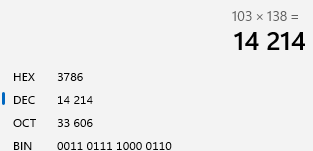 103 × 138 =
14 214
HEX 3786
DEC 14 214
OCT 33 606
BIN 0011 0111 1000 0110